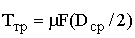 Tтр = μF(Dср / 2)